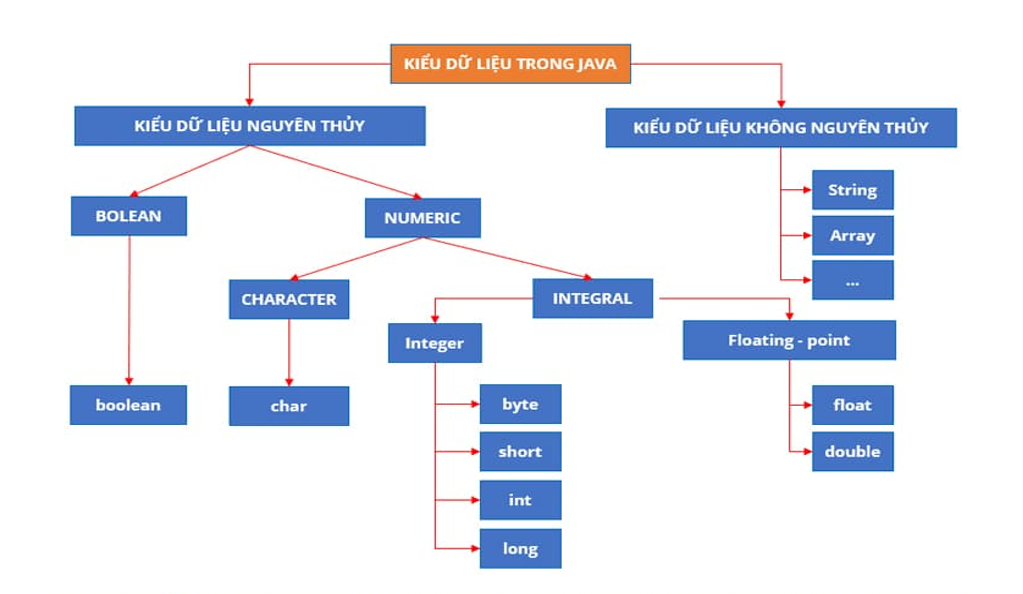 KIỂU DỮ LIỆU TRONG JAVA
KIỂU DỮ LIỆU NGUYÊN THỦY
KIỂU DỮ LIỆU KHÔNG NGUYÊN THỦY
String
BOLEAN
NUMERIC
Array
...
CHARACTER
INTEGRAL
Integer
Floating - point
boolean
char
byte
float
short
double
int
long